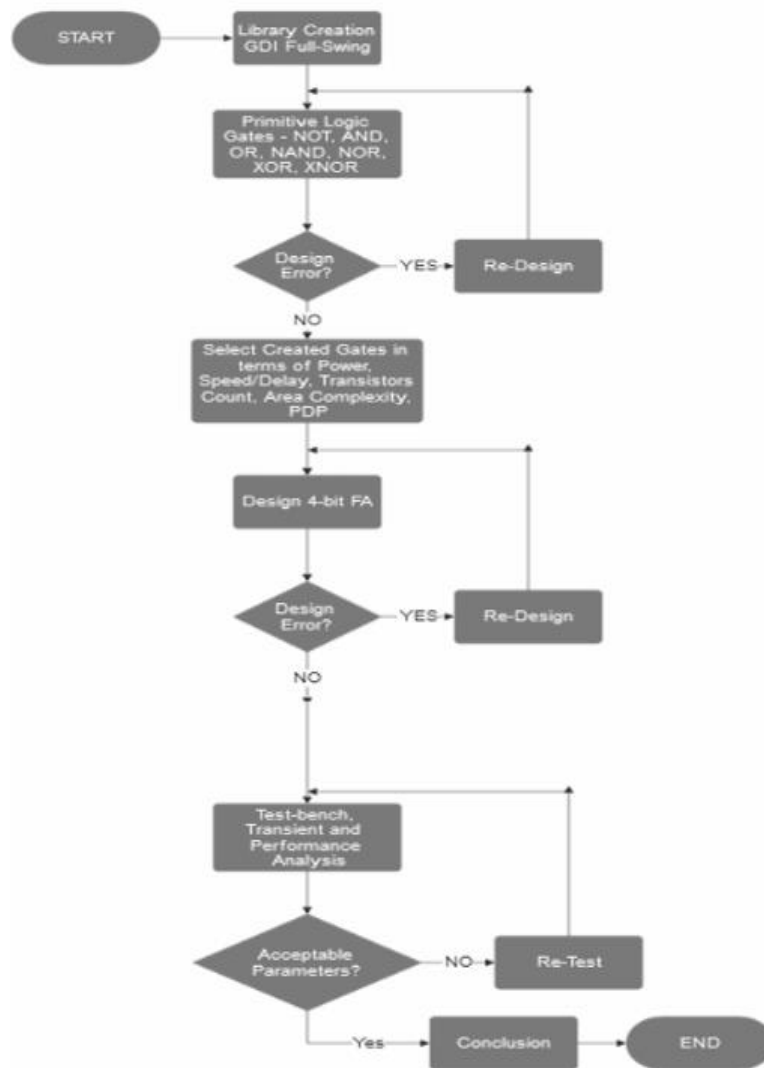 START
Library Creation
GDI Full-Swing
Primitive Logic
Gates - NOT, AND,
OR, NAND, NOR,
XOR, XNOR
Design
Error?
YES
Re-Design
NO
Select Created Gates in
terms of Power,
Speed/Delay, Transistors
Count, Area Complexity,
PDP
Design 4-bit FA
Design
Error?
YES
Re-Design
NO
Test-bench,
Transient and
Performance
Analysis
Acceptable
Parameters?
NO
Re-Test
Yes
Conclusion
END